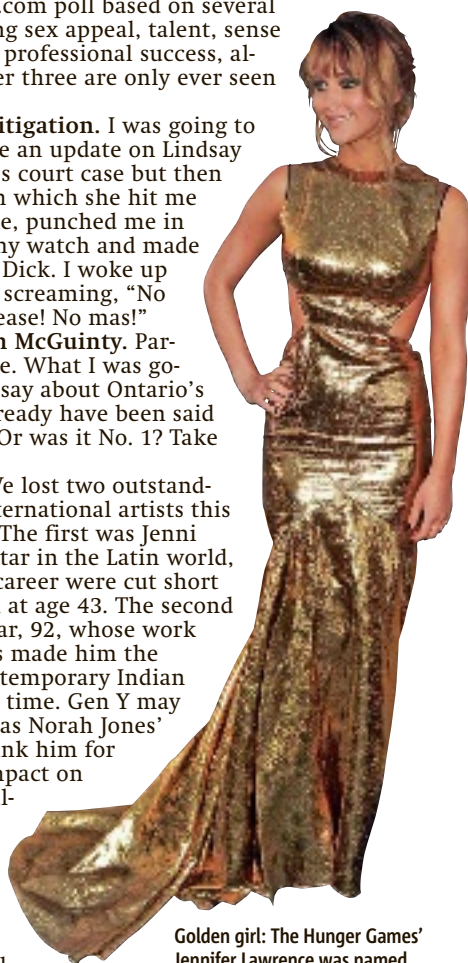 .com poll based on several
ng sex appeal, talent, sense
professional success, al-
er three are only ever seen
itigation. I was going to
e an update on Lindsay
s court case but then
n which she hit me
e, punched me in
my watch and made
Dick. I woke up
screaming, “No
ease! No mas!”
n McGuinty. Par-
e. What I was go-
say about Ontario’s
ready have been said
Or was it No. 1? Take
We lost two outstand-
ternational artists this
The first was Jenni
tar in the Latin world,
career were cut short
at age 43. The second
ar, 92, whose work
s made him the
temporary Indian
time. Gen Y may
as Norah Jones’
nk him for
mpact on
l-
Golden girl: The Hunger Games’
Jennifer Lawrence was named